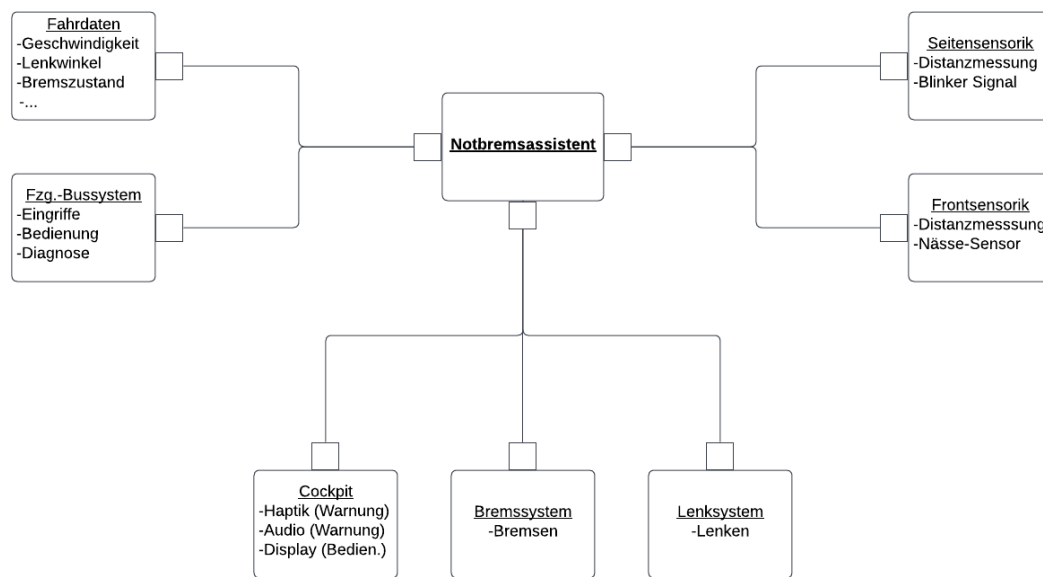 Fahrdaten
-Geschwindigkeit
-Lenkwinkel
-Bremszustand
-...
Notbremsassistent
Seitensensorik
-Distanzmessung
-Blinker Signal
Fzg.-Bussystem
-Eingriffe
-Bedienung
-Diagnose
Frontsensorik
-Distanzmesssung
-Nässe-Sensor
Cockpit
-Haptik (Warnung)
-Audio (Warnung)
-Display (Bedien.)
Bremssystem
-Bremsen
Lenksystem
-Lenken